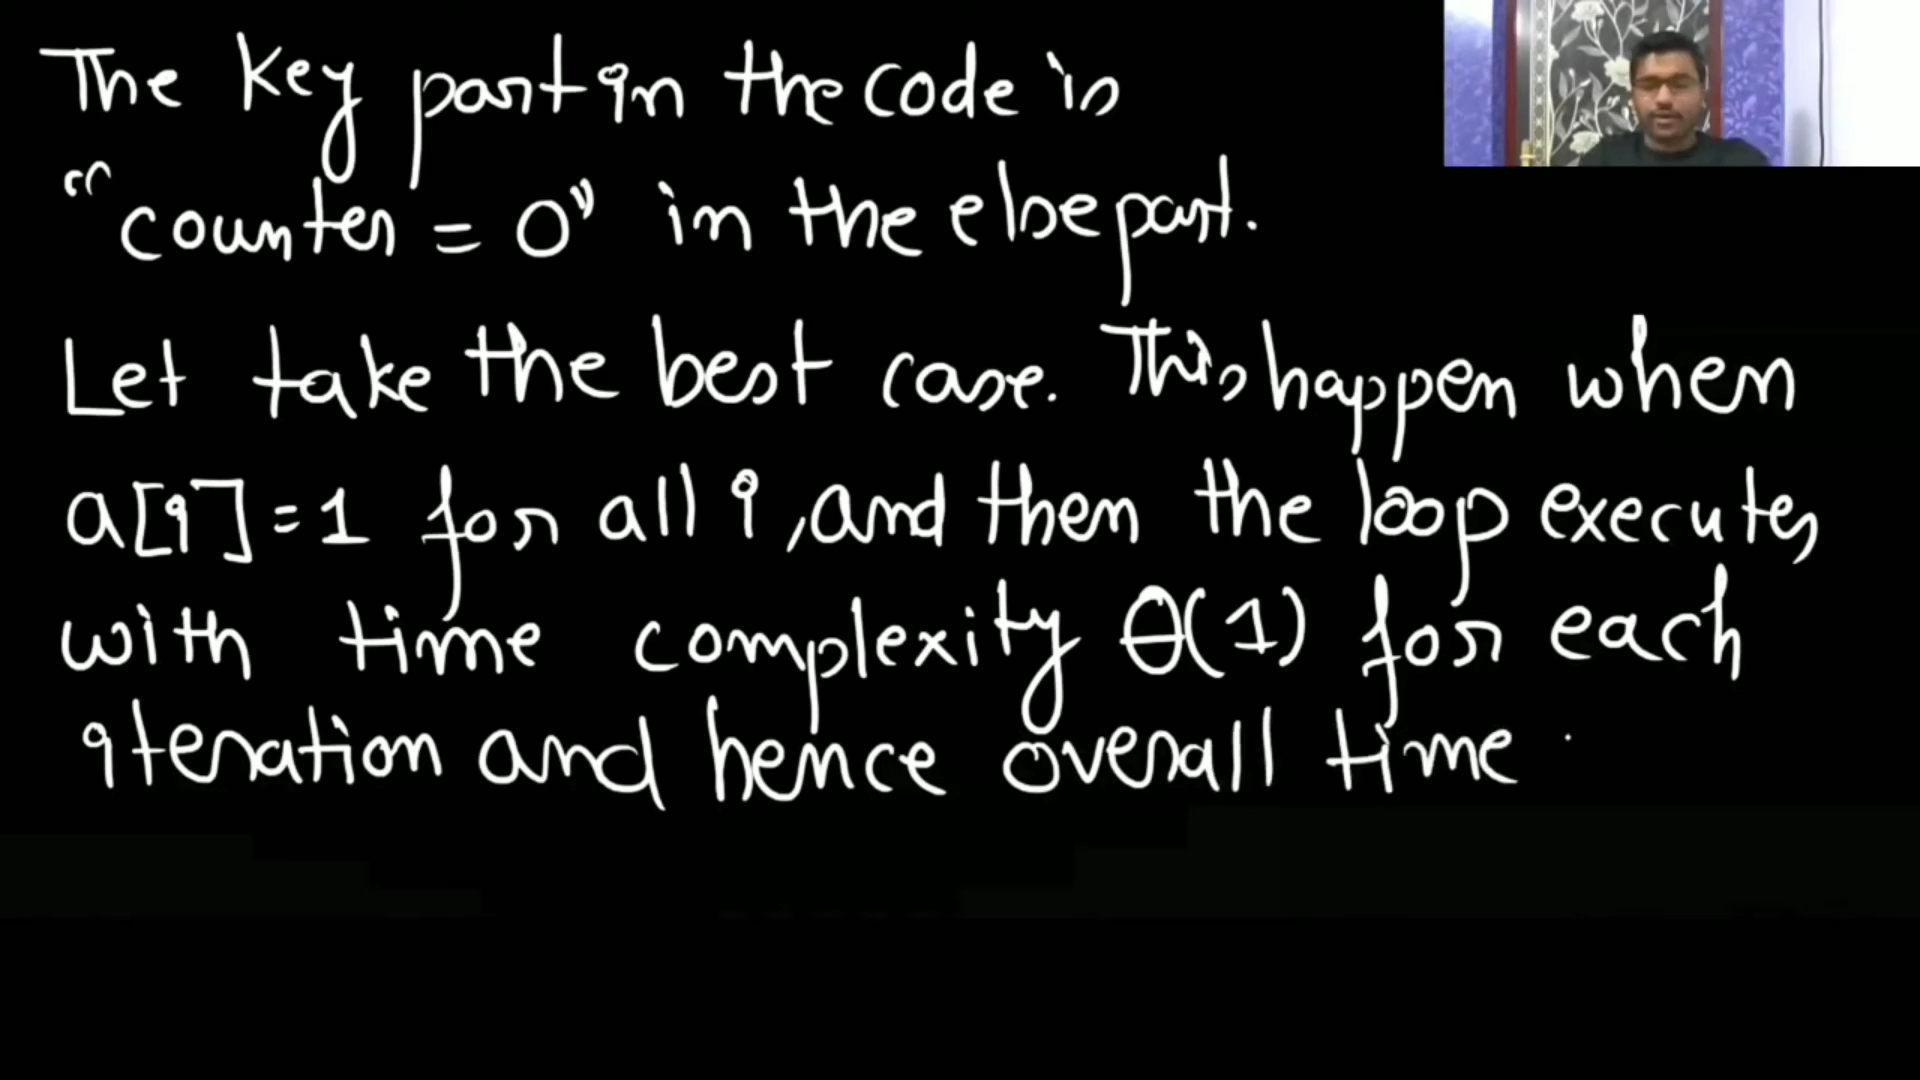 The key part in the code is
"counter = 0" in the else part.
Let take the best case. This happen when
a[i]=1 for all i, and then the loop executes
with time complexity θ(1) for each
iteration and hence overall time